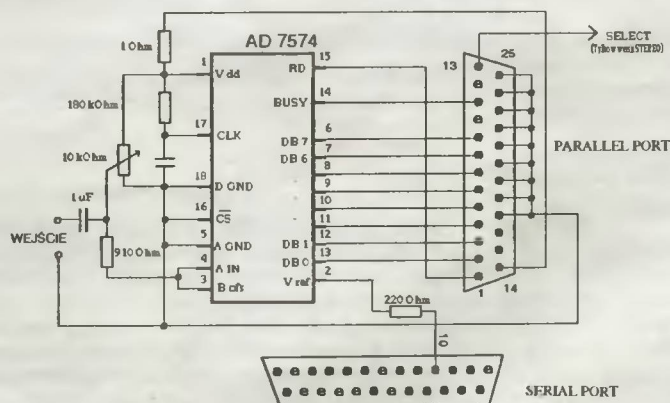 AD 7574
1 Ohm
1
Vdd
15
RD
13
25
SELECT
(Tylko wersja STEREO)
180 kOhm
14
BUSY
17
CLK
6
DB 7
7
DB 6
PARALLEL PORT
10 kOhm
8
18
D GND
9
1uF
16
CS
10
11
WEJŚCIE
5
A GND
12
DB 1
910 Ohm
4
A IN
13
DB 0
3
B ofs
2
V ref
1
14
220 Ohm
10
SERIAL PORT